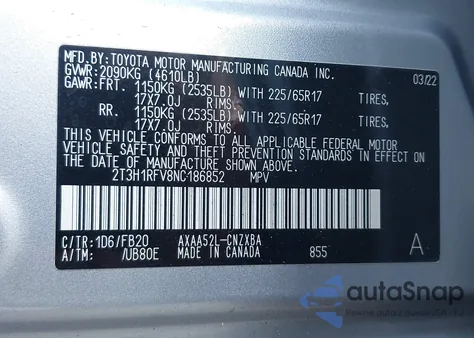 MFD.BY:TOYOTA MOTOR MANUFACTURING CANADA INC.
GVWR:2090KG (4610LB) 03/22
GAWR:FRT. 1150KG (2535LB) WITH 225/65R17 TIRES,
17X7.0J RIMS.
RR. 1150KG (2535LB) WITH 225/65R17 TIRES,
17X7.0J RIMS.
THIS VEHICLE CONFORMS TO ALL APPLICABLE FEDERAL MOTOR
VEHICLE SAFETY AND THEFT PREVENTION STANDARDS IN EFFECT ON
THE DATE OF MANUFACTURE SHOWN ABOVE.
2T3H1RFV8NC186852 MPV
C/TR:1D6/FB20 AXAA52L-CNZXBA
A/TM: /UB80E MADE IN CANADA 855 A
autoSnap